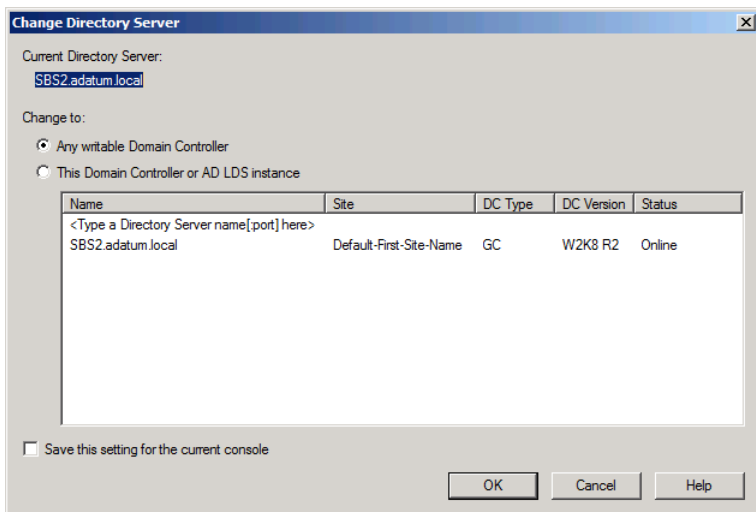 Change Directory Server
Current Directory Server:
SBS2.adatum.local
Change to:
Any writable Domain Controller
This Domain Controller or AD LDS instance
Name Site DC Type DC Version Status
<Type a Directory Server name[:port] here>
SBS2.adatum.local Default-First-Site-Name GC W2K8 R2 Online
Save this setting for the current console
OK Cancel Help